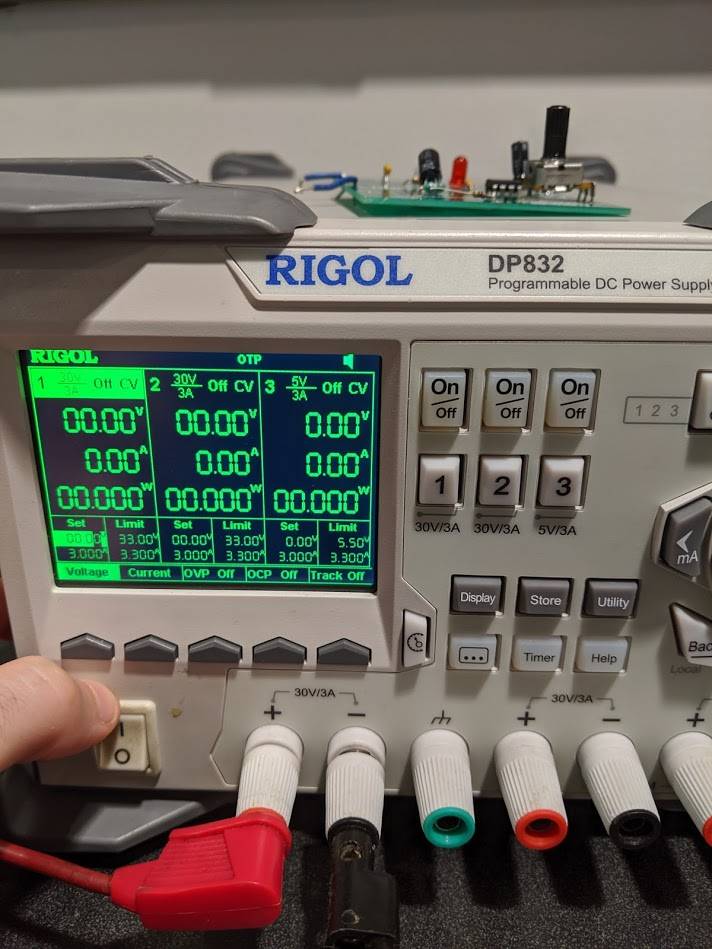 RIGOL
DP832
Programmable DC Power Supply
RIGOL OTP
1 30V/3A Off CV 2 30V/3A Off CV 3 5V/3A Off CV
00.00V 00.00V 0.00V
0.00A 0.00A 0.00A
00.000W 00.000W 00.000W
Set Limit Set Limit Set Limit
00.00V 33.00V 00.00V 33.00V 0.00V 5.50V
3.000A 3.300A 3.000A 3.300A 3.000A 3.300A
Voltage Current OVP Off OCP Off Track Off
On/Off On/Off On/Off
1 2 3
1 2 3
30V/3A 30V/3A 5V/3A
mA
Display Store Utility
... Timer Help
Bac
Local
30V/3A 30V/3A
+ − + − +
I
O